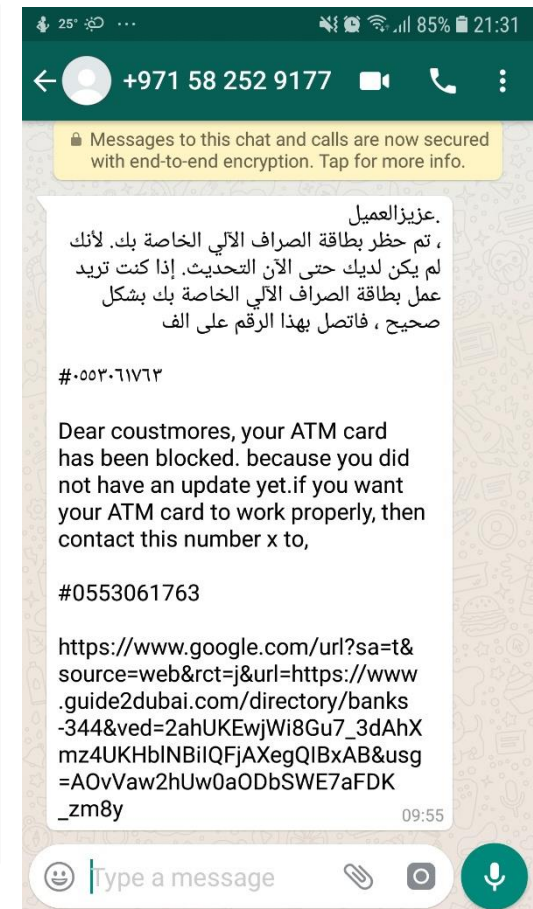 25° ···
85% 21:31
+971 58 252 9177
Messages to this chat and calls are now secured
with end-to-end encryption. Tap for more info.
عزيزالعميل.
، تم حظر بطاقة الصراف الآلي الخاصة بك. لأنك
لم يكن لديك حتى الآن التحديث. إذا كنت تريد
عمل بطاقة الصراف الآلي الخاصة بك بشكل
صحيح ، فاتصل بهذا الرقم على الف
#٠٥٥٣٠٦١٧٦٣
Dear coustmores, your ATM card
has been blocked. because you did
not have an update yet.if you want
your ATM card to work properly, then
contact this number x to,
#0553061763
https://www.google.com/url?sa=t&
source=web&rct=j&url=https://www
.guide2dubai.com/directory/banks
-344&ved=2ahUKEwjWi8Gu7_3dAhX
mz4UKHblNBiIQFjAXegQIBxAB&usg
=AOvVaw2hUw0aODbSWE7aFDK
_zm8y
09:55
Type a message